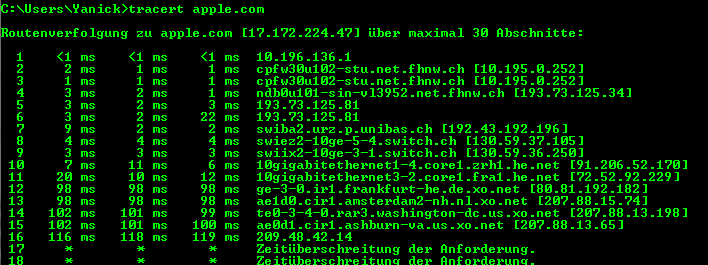 C:\Users\Yanick>tracert apple.com
Routenverfolgung zu apple.com [17.172.224.47] über maximal 30 Abschnitte:
1 <1 ms <1 ms <1 ms 10.196.136.1
2 2 ms 1 ms 1 ms cpfw30u102-stu.net.fhnw.ch [10.195.0.252]
3 1 ms 1 ms 1 ms cpfw30u102-stu.net.fhnw.ch [10.195.0.252]
4 3 ms 2 ms 1 ms ndb0u101-sin-vl3952.net.fhnw.ch [193.73.125.34]
5 3 ms 2 ms 3 ms 193.73.125.81
6 3 ms 2 ms 22 ms 193.73.125.81
7 9 ms 2 ms 2 ms swiba2.urz.p.unibas.ch [192.43.192.196]
8 4 ms 4 ms 4 ms swiez2-10ge-5-4.switch.ch [130.59.37.105]
9 3 ms 3 ms 3 ms swiix2-10ge-3-1.switch.ch [130.59.36.250]
10 7 ms 11 ms 6 ms 10gigabitethernet1-4.core1.zrh1.he.net [91.206.52.170]
11 20 ms 10 ms 12 ms 10gigabitethernet3-2.core1.fra1.he.net [72.52.92.229]
12 98 ms 98 ms 98 ms ge-3-0.cir1.frankfurt-he.de.xo.net [80.81.192.182]
13 98 ms 98 ms 98 ms ae1d0.cir1.amsterdam2-nh.nl.xo.net [207.88.15.74]
14 102 ms 101 ms 99 ms te0-3-4-0.rar3.washington-dc.us.xo.net [207.88.13.198]
15 102 ms 101 ms 100 ms ae0d1.cir1.ashburn-va.us.xo.net [207.88.13.65]
16 116 ms 118 ms 119 ms 209.48.42.14
17 * * * Zeitüberschreitung der Anforderung.
18 * * * Zeitüberschreitung der Anforderung.